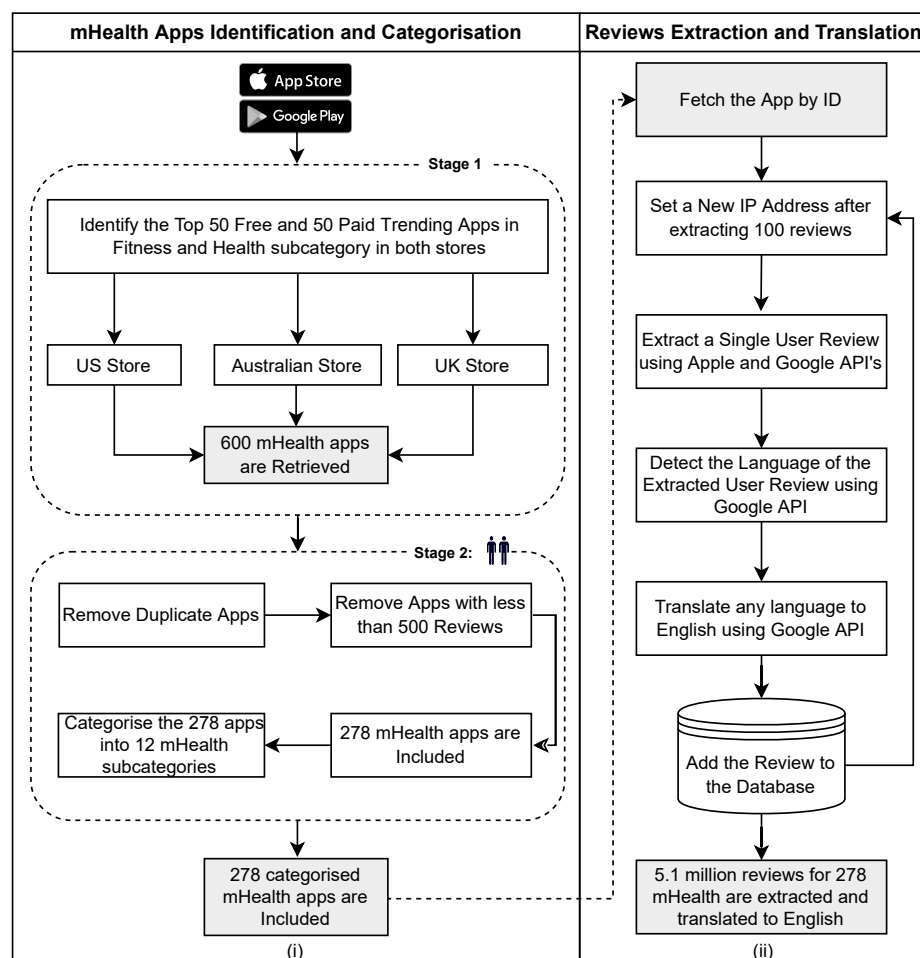 mHealth Apps Identification and Categorisation
App Store
Google Play
Stage 1
Identify the Top 50 Free and 50 Paid Trending Apps in
Fitness and Health subcategory in both stores
US Store
Australian Store
UK Store
600 mHealth apps
are Retrieved
Stage 2:
Remove Duplicate Apps
Remove Apps with less
than 500 Reviews
Categorise the 278 apps
into 12 mHealth
subcategories
278 mHealth apps are
Included
278 categorised
mHealth apps are
Included
(i)
Reviews Extraction and Translation
Fetch the App by ID
Set a New IP Address after
extracting 100 reviews
Extract a Single User Review
using Apple and Google API's
Detect the Language of the
Extracted User Review using
Google API
Translate any language to
English using Google API
Add the Review to
the Database
5.1 million reviews for 278
mHealth are extracted and
translated to English
(ii)